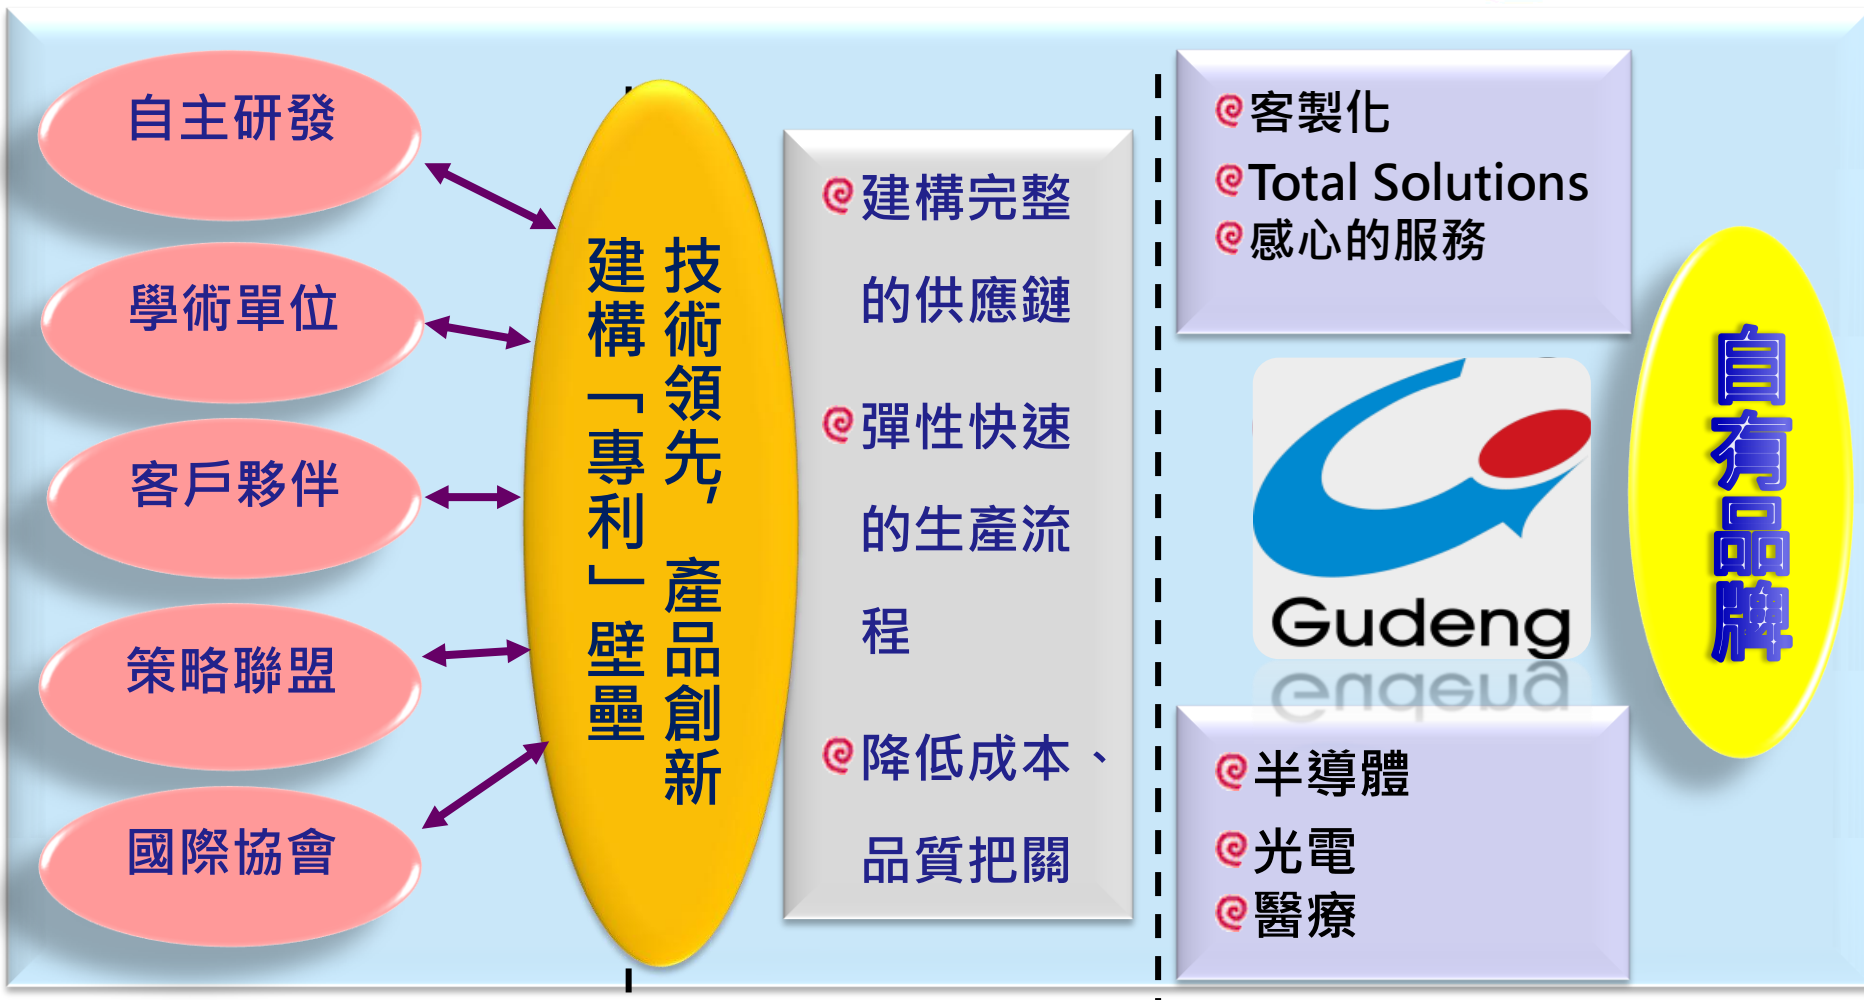 自主研發
學術單位
客戶夥伴
策略聯盟
國際協會
技術領先, 產品創新
建構「專利」壁壘
建構完整
的供應鏈
彈性快速
的生產流
程
降低成本、
品質把關
客製化
Total Solutions
感心的服務
Gudeng
半導體
光電
醫療
自有品牌